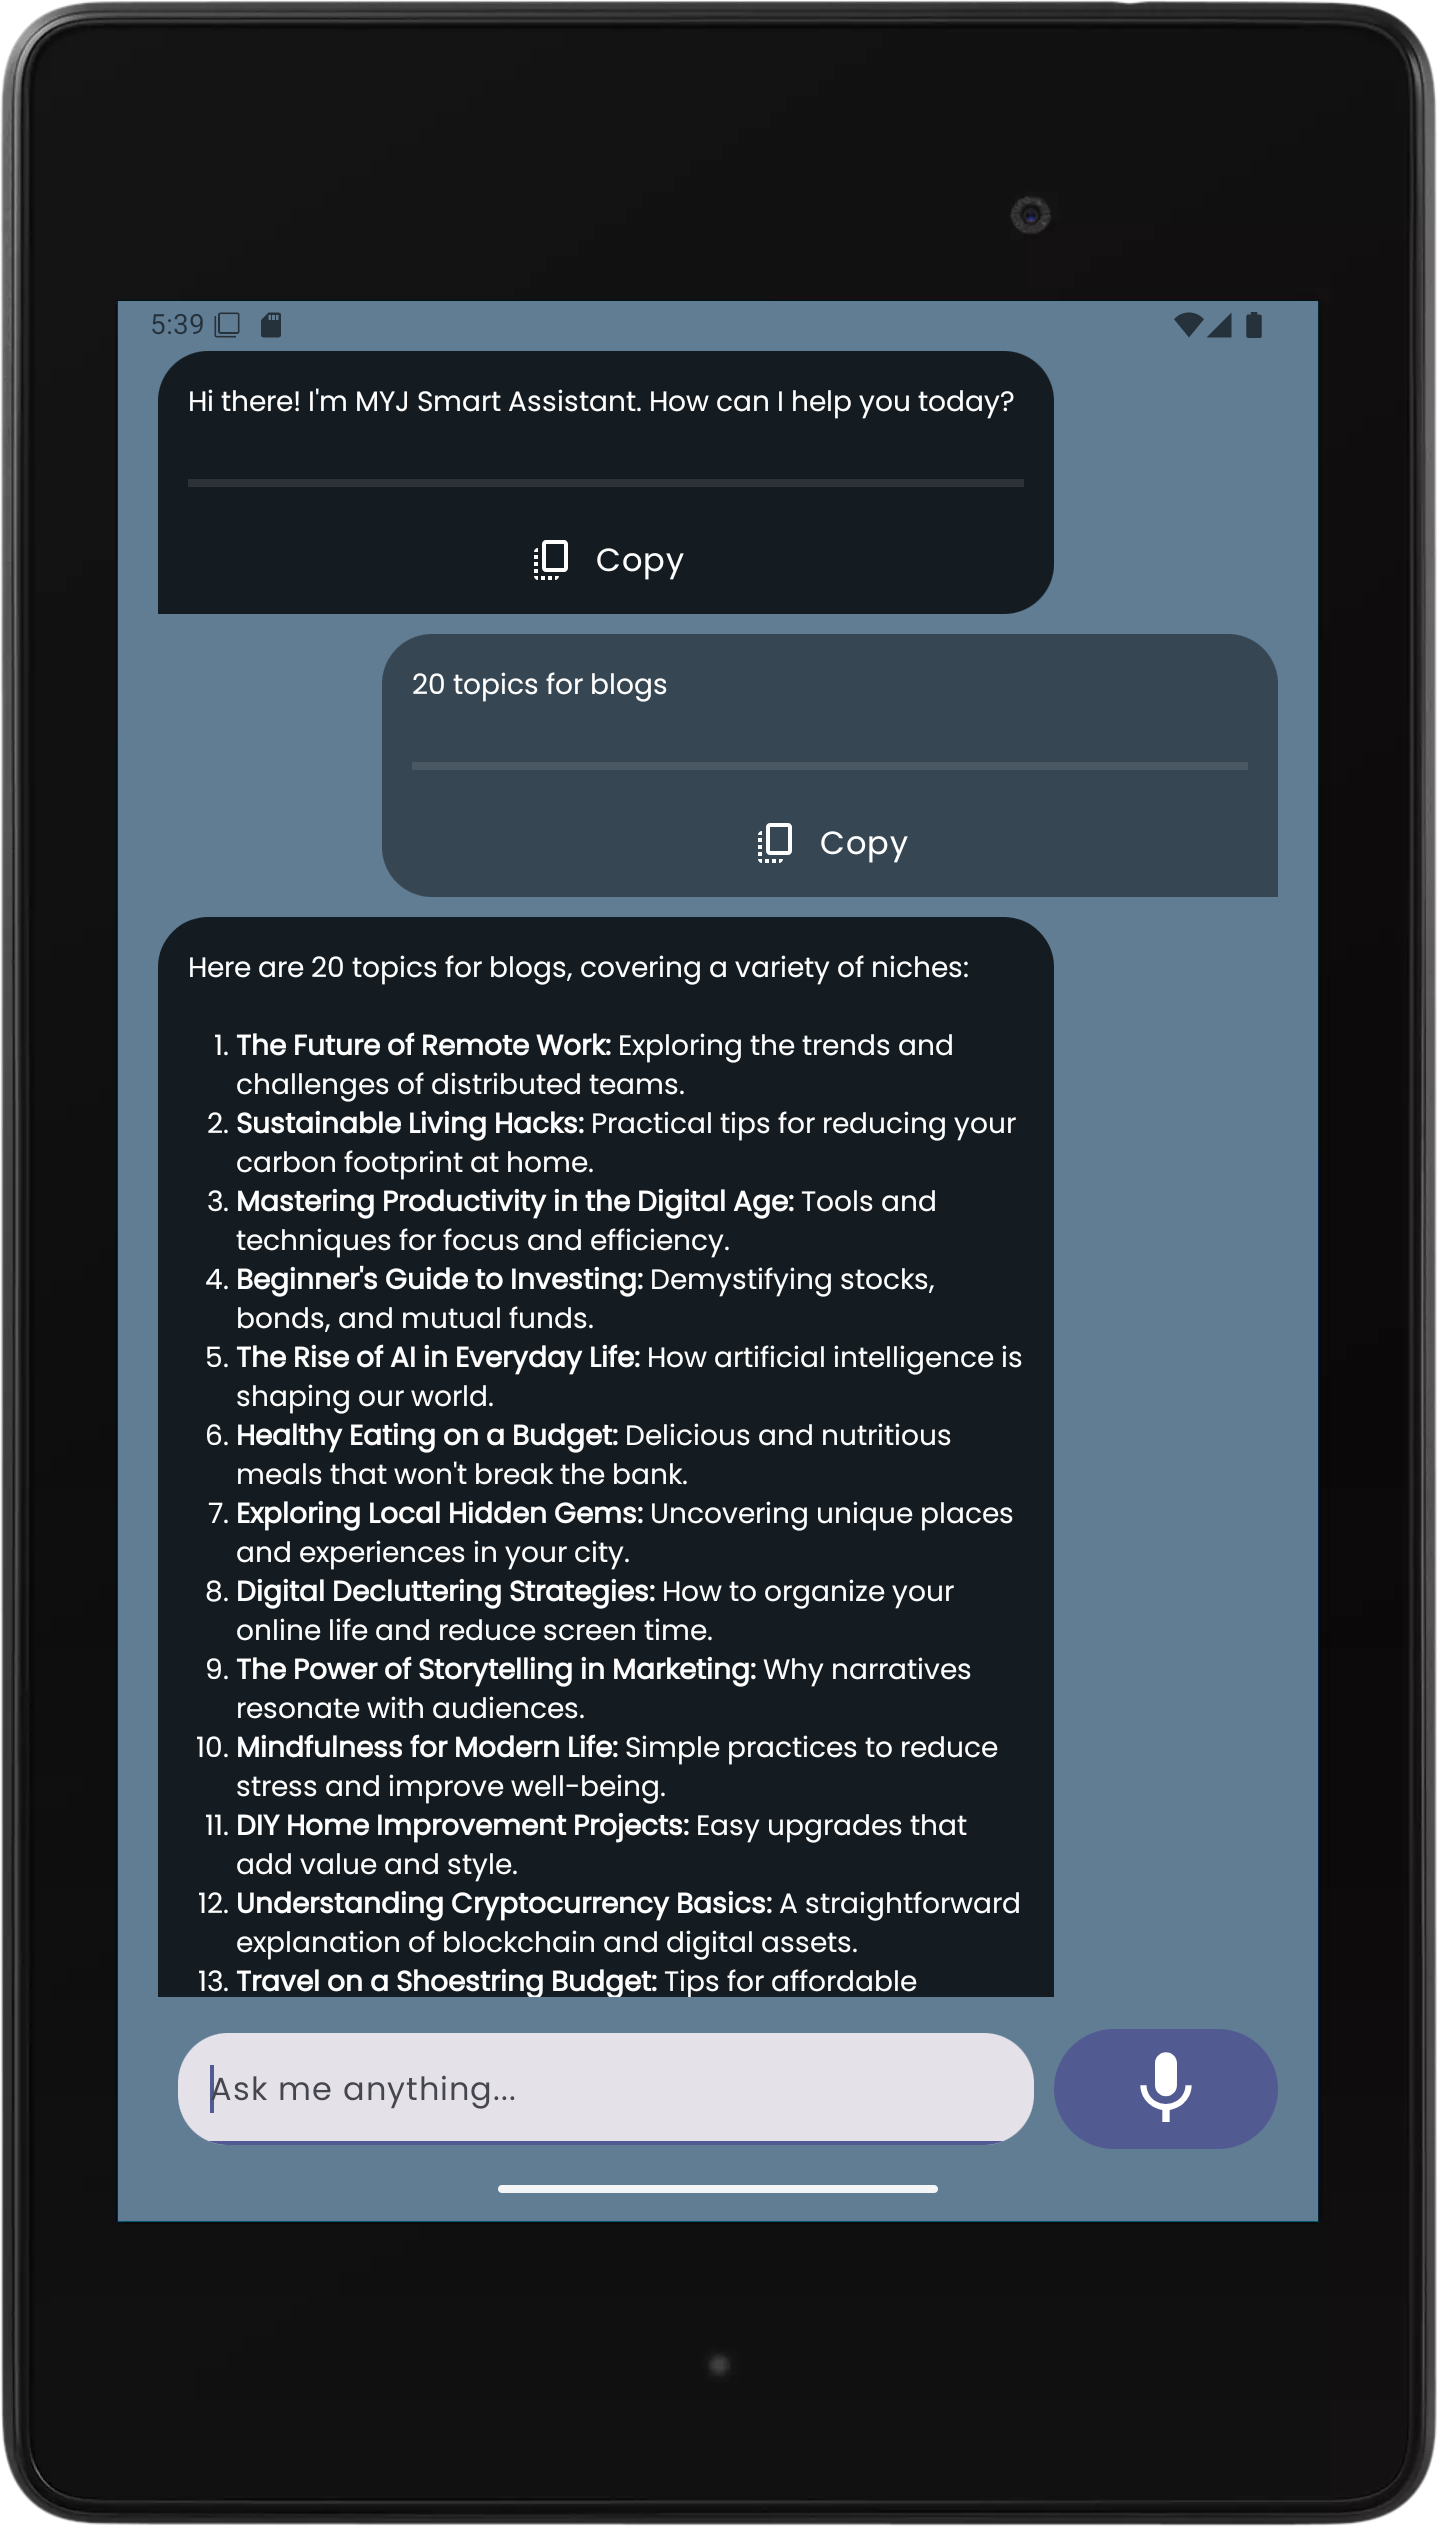 5:39
Hi there! I'm MYJ Smart Assistant. How can I help you today?
Copy
20 topics for blogs
Copy
Here are 20 topics for blogs, covering a variety of niches:
1. The Future of Remote Work: Exploring the trends and
challenges of distributed teams.
2. Sustainable Living Hacks: Practical tips for reducing your
carbon footprint at home.
3. Mastering Productivity in the Digital Age: Tools and
techniques for focus and efficiency.
4. Beginner's Guide to Investing: Demystifying stocks,
bonds, and mutual funds.
5. The Rise of AI in Everyday Life: How artificial intelligence is
shaping our world.
6. Healthy Eating on a Budget: Delicious and nutritious
meals that won't break the bank.
7. Exploring Local Hidden Gems: Uncovering unique places
and experiences in your city.
8. Digital Decluttering Strategies: How to organize your
online life and reduce screen time.
9. The Power of Storytelling in Marketing: Why narratives
resonate with audiences.
10. Mindfulness for Modern Life: Simple practices to reduce
stress and improve well-being.
11. DIY Home Improvement Projects: Easy upgrades that
add value and style.
12. Understanding Cryptocurrency Basics: A straightforward
explanation of blockchain and digital assets.
13. Travel on a Shoestring Budget: Tips for affordable
Ask me anything...